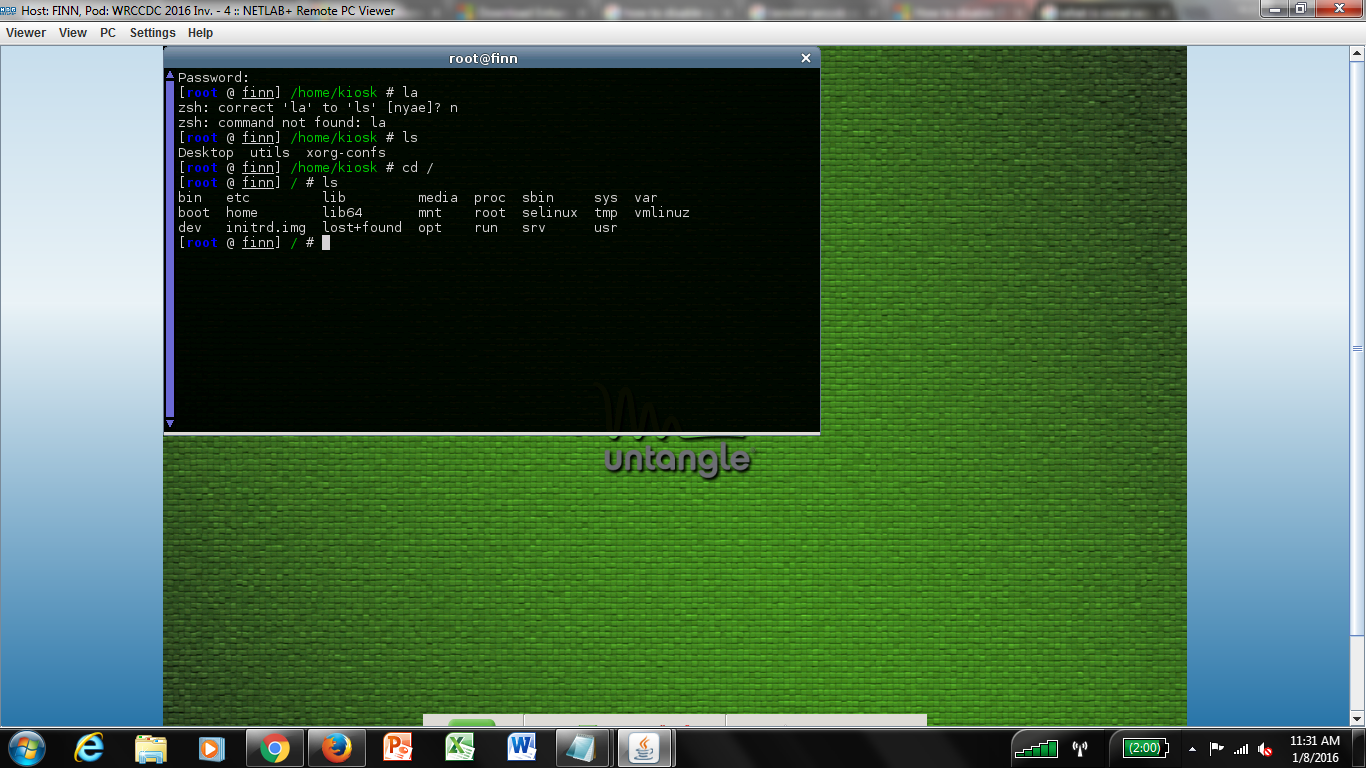 Host: FINN, Pod: WRCCDC 2016 Inv. - 4 :: NETLAB+ Remote PC Viewer
Viewer View PC Settings Help
root@finn
Password:
[root @ finn] /home/kiosk # la
zsh: correct 'la' to 'ls' [nyae]? n
zsh: command not found: la
[root @ finn] /home/kiosk # ls
Desktop  utils  xorg-confs
[root @ finn] /home/kiosk # cd /
[root @ finn] / # ls
bin   etc         lib         media  proc  sbin     sys  var
boot  home        lib64       mnt    root  selinux  tmp  vmlinuz
dev   initrd.img  lost+found  opt    run   srv      usr
[root @ finn] / #
untangle
(2:00)
11:31 AM
1/8/2016